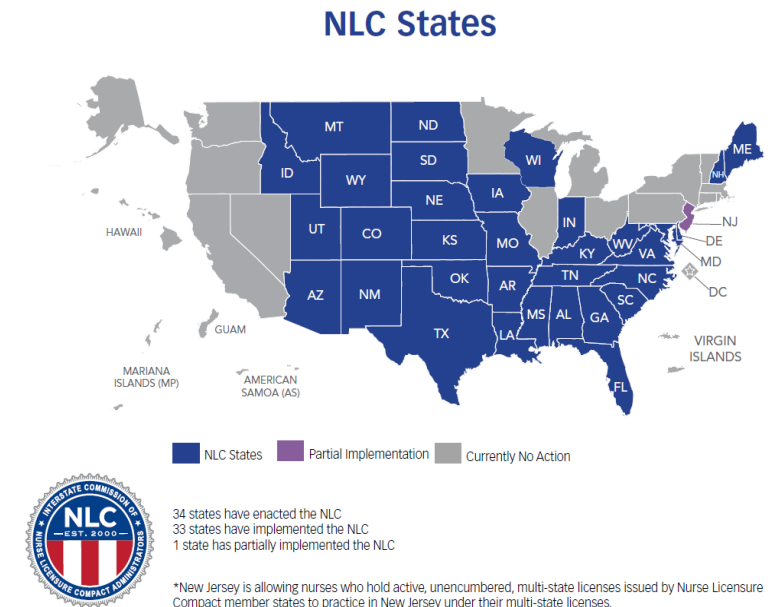 NLC States
MT
ND
ME
ID
SD
WI
NH
WY
NE
IA
NJ
UT
CO
KS
MO
IN
KY
WV
VA
DE
MD
HAWAII
AZ
NM
OK
AR
TN
NC
DC
TX
LA
MS
AL
GA
SC
FL
GUAM
MARIANA
ISLANDS (MP)
AMERICAN
SAMOA (AS)
VIRGIN
ISLANDS
NLC States
Partial Implementation
Currently No Action
INTERSTATE COMMISSION OF
NLC
EST. 2000
NURSE LICENSURE COMPACT ADMINISTRATORS
34 states have enacted the NLC
33 states have implemented the NLC
1 state has partially implemented the NLC
*New Jersey is allowing nurses who hold active, unencumbered, multi-state licenses issued by Nurse Licensure
Compact member states to practice in New Jersey under their multi-state licenses.